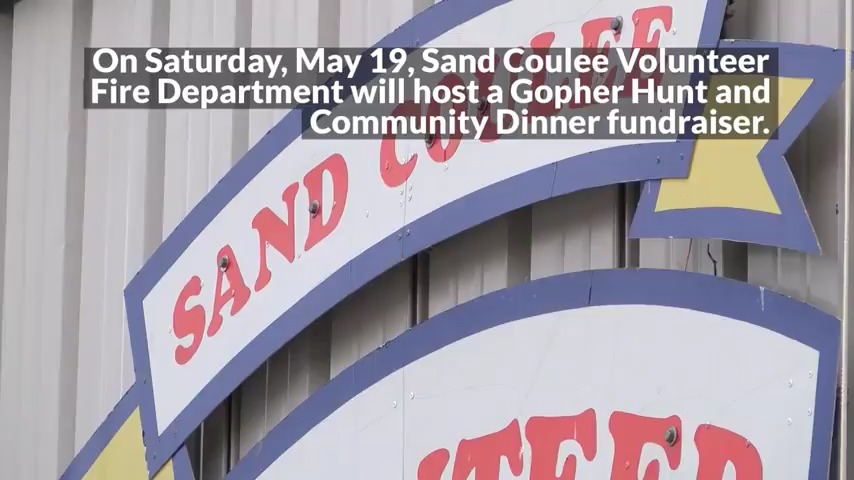 On Saturday, May 19, Sand Coulee Volunteer
Fire Department will host a Gopher Hunt and
Community Dinner fundraiser.
SAND COULEE